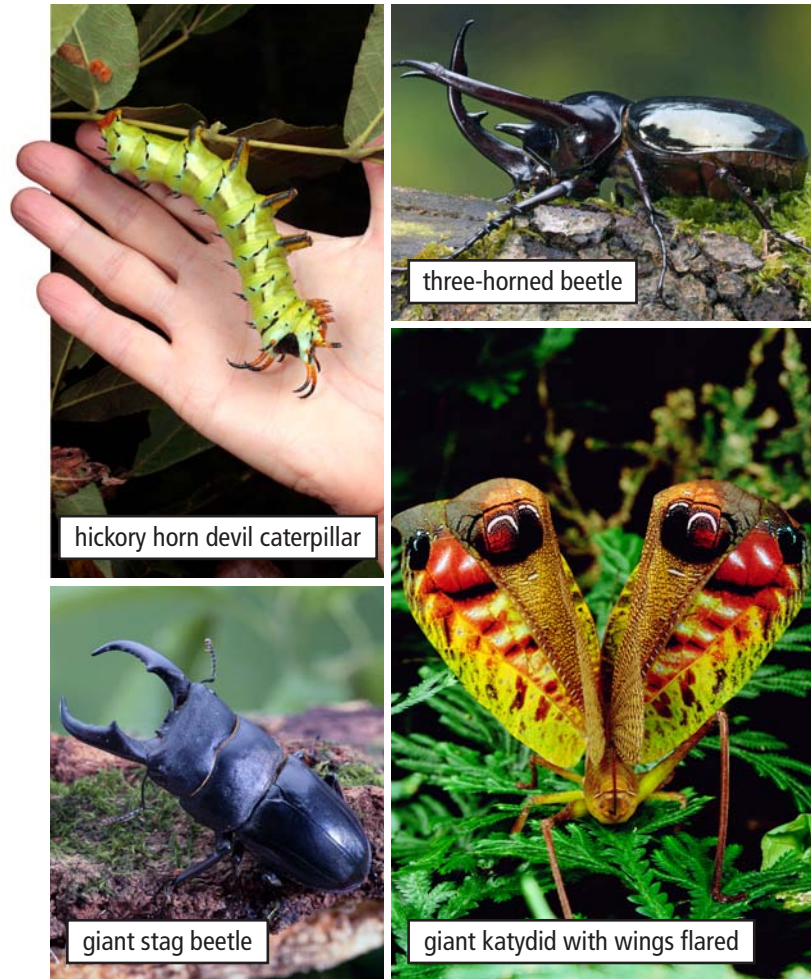 three-horned beetle
hickory horn devil caterpillar
giant stag beetle
giant katydid with wings flared